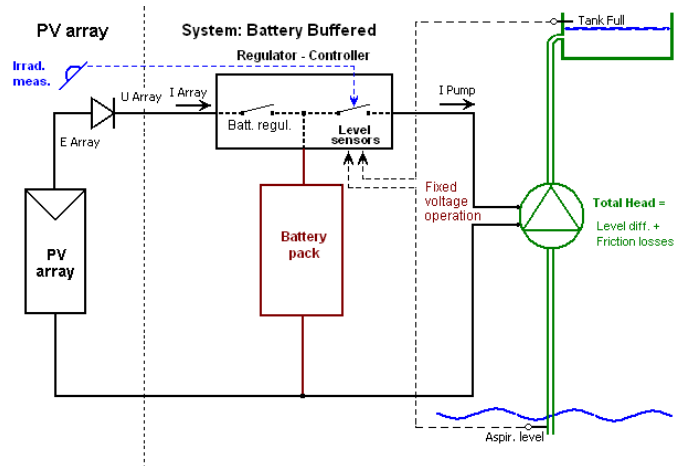 PV array
System: Battery Buffered
Tank Full
Regulator - Controller
Irrad.
meas.
U Array
I Array
I Pump
E Array
Batt. regul.
Level
sensors
Fixed
voltage
operation
Total Head =
Level diff. +
Friction losses
PV
array
Battery
pack
Aspir. level